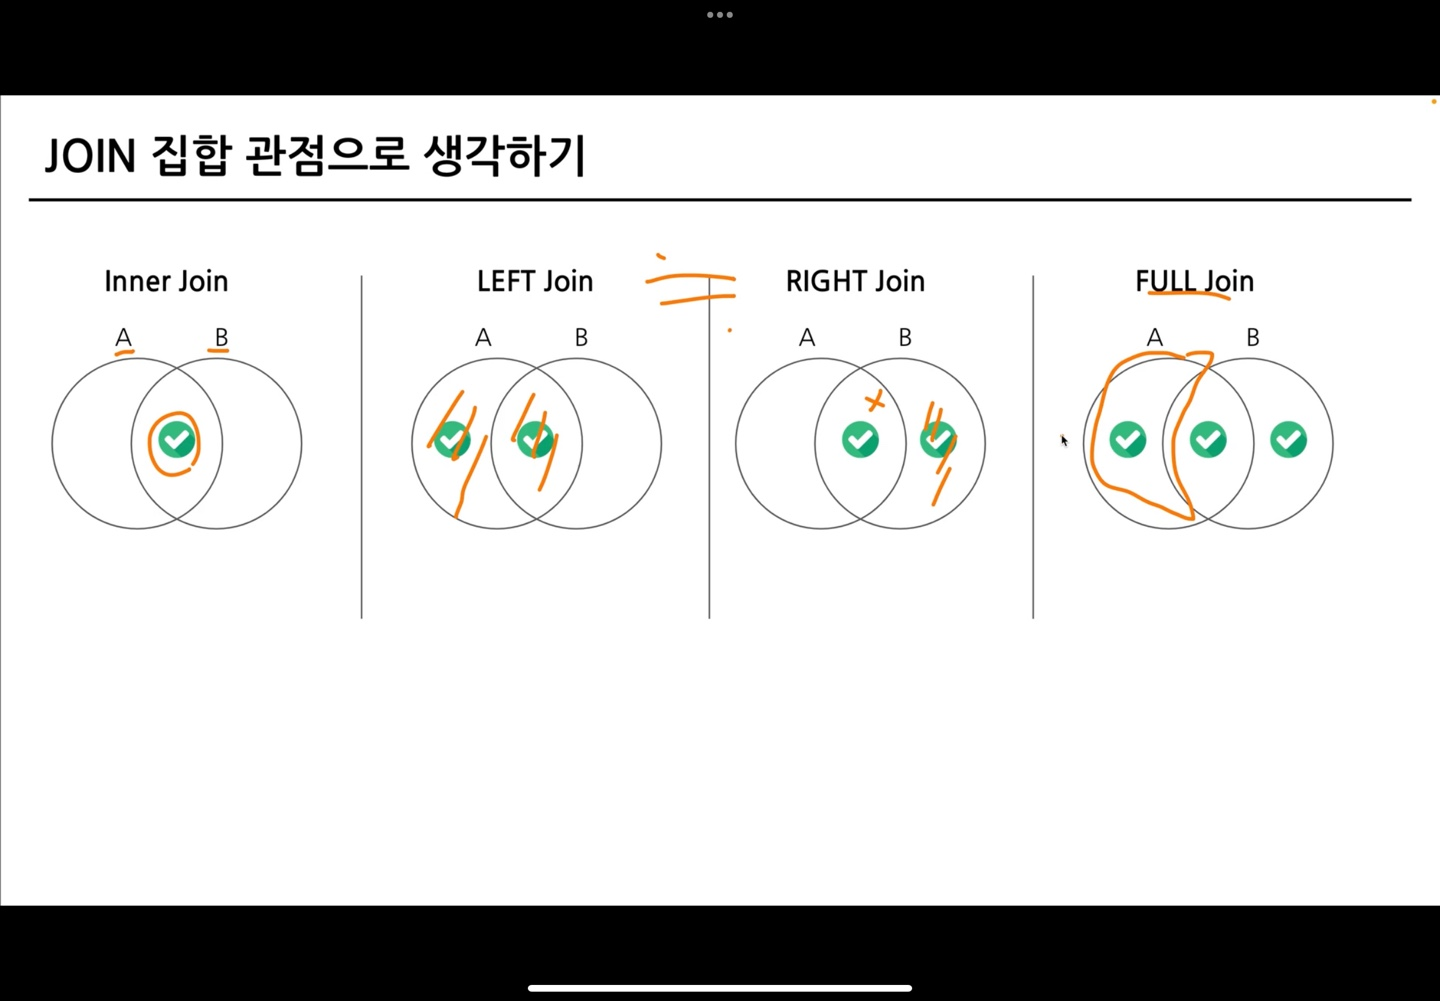 JOIN 집합 관점으로 생각하기
Inner Join
LEFT Join
RIGHT Join
FULL Join
A B
A B
A B
A B